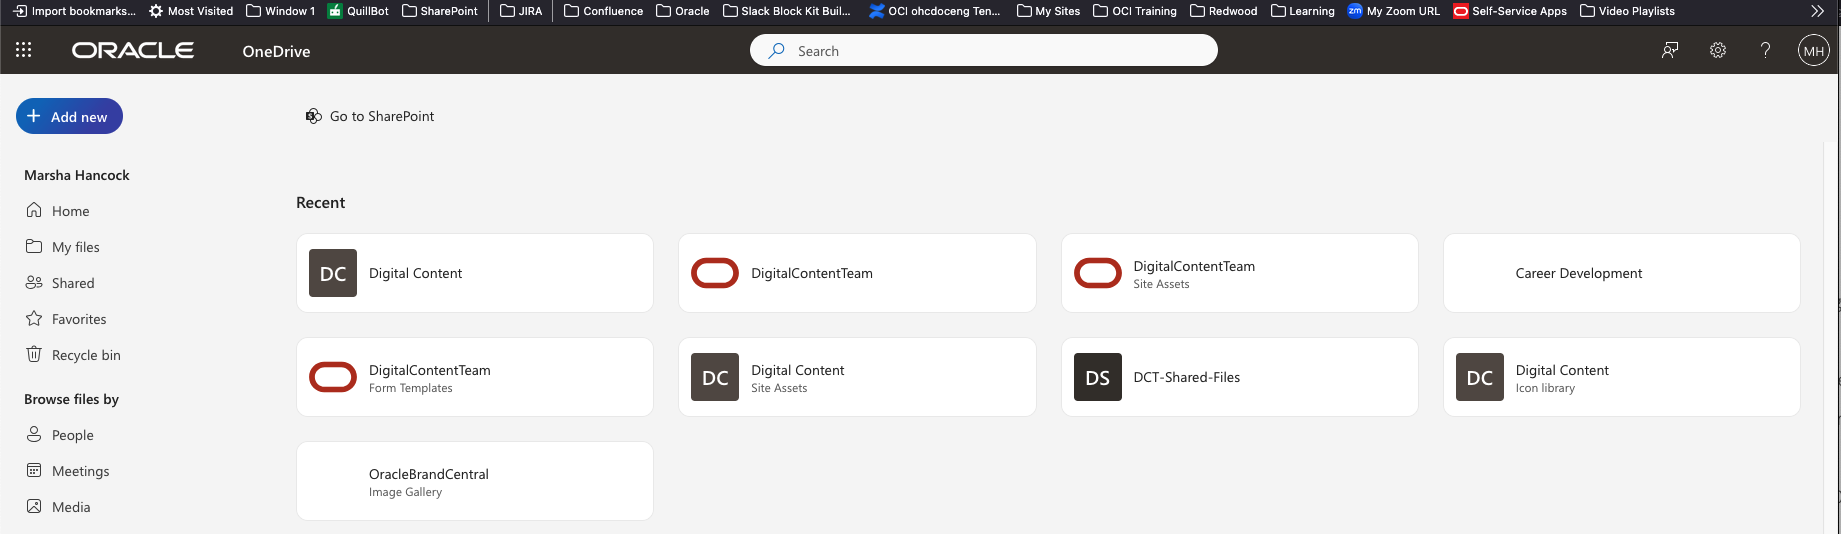 Import bookmarks... Most Visited Window 1 QuillBot SharePoint JIRA Confluence Oracle Slack Block Kit Buil... OCI ohcdoceng Ten... My Sites OCI Training Redwood Learning zm My Zoom URL Self-Service Apps Video Playlists
ORACLE OneDrive Search MH
Add new
Go to SharePoint
Marsha Hancock
Home
My files
Shared
Favorites
Recycle bin
Browse files by
People
Meetings
Media
Recent
DC Digital Content
DigitalContentTeam
DigitalContentTeam
Site Assets
Career Development
DigitalContentTeam
Form Templates
DC Digital Content
Site Assets
DS DCT-Shared-Files
DC Digital Content
Icon library
OracleBrandCentral
Image Gallery